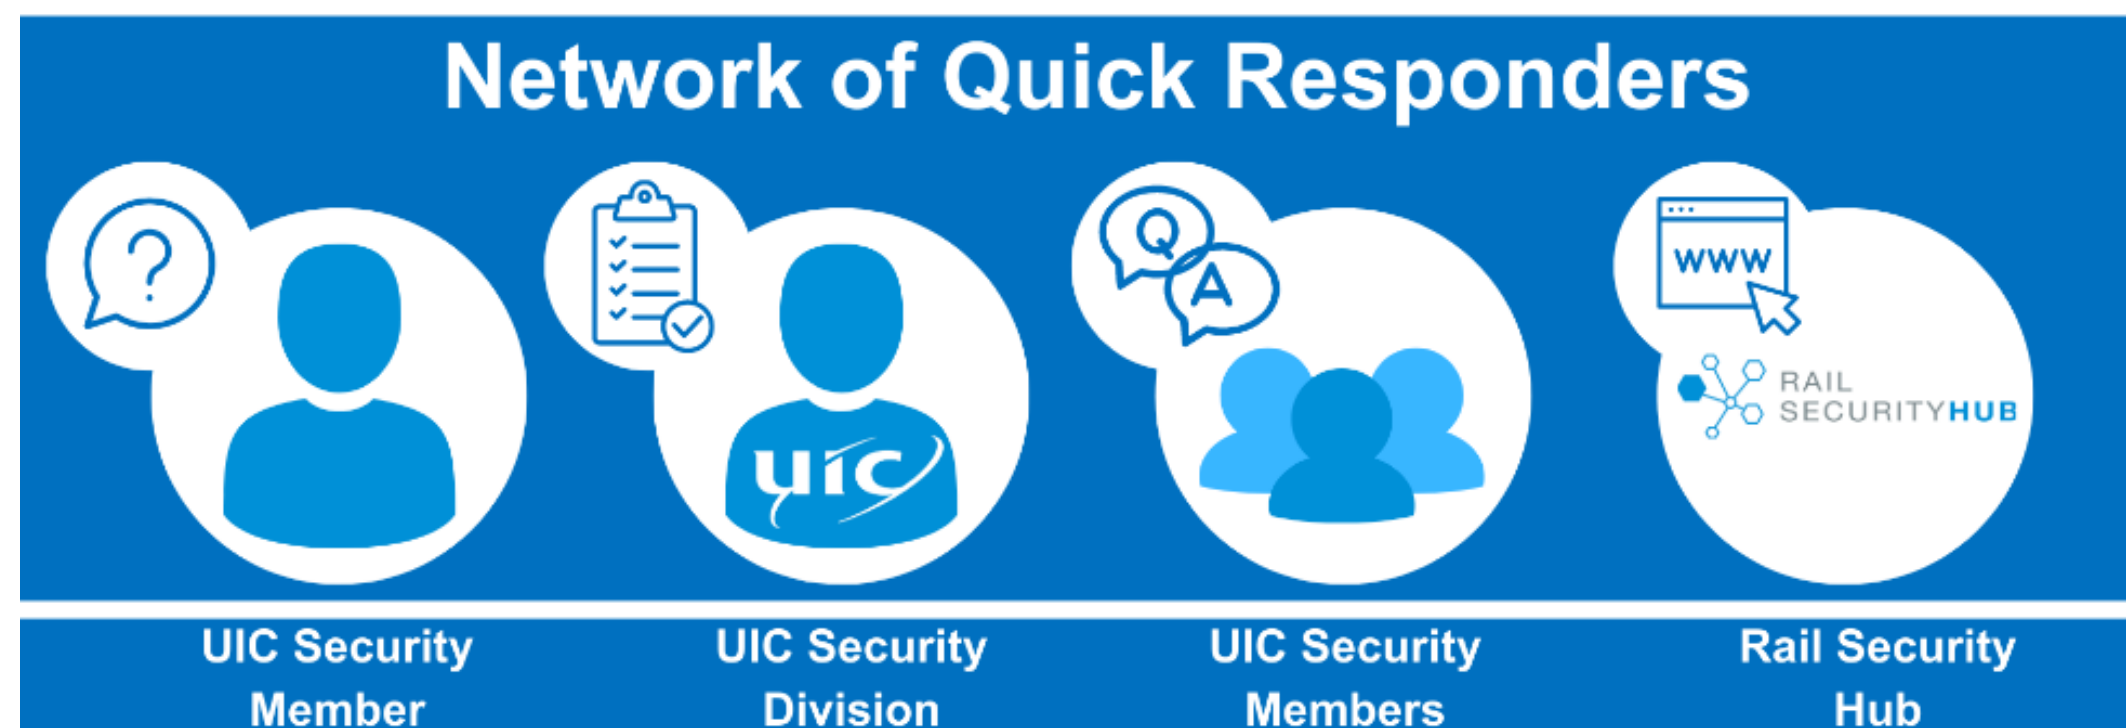 Network of Quick Responders
?
Q
A
www
uic
RAIL
SECURITYHUB
UIC Security
Member
UIC Security
Division
UIC Security
Members
Rail Security
Hub